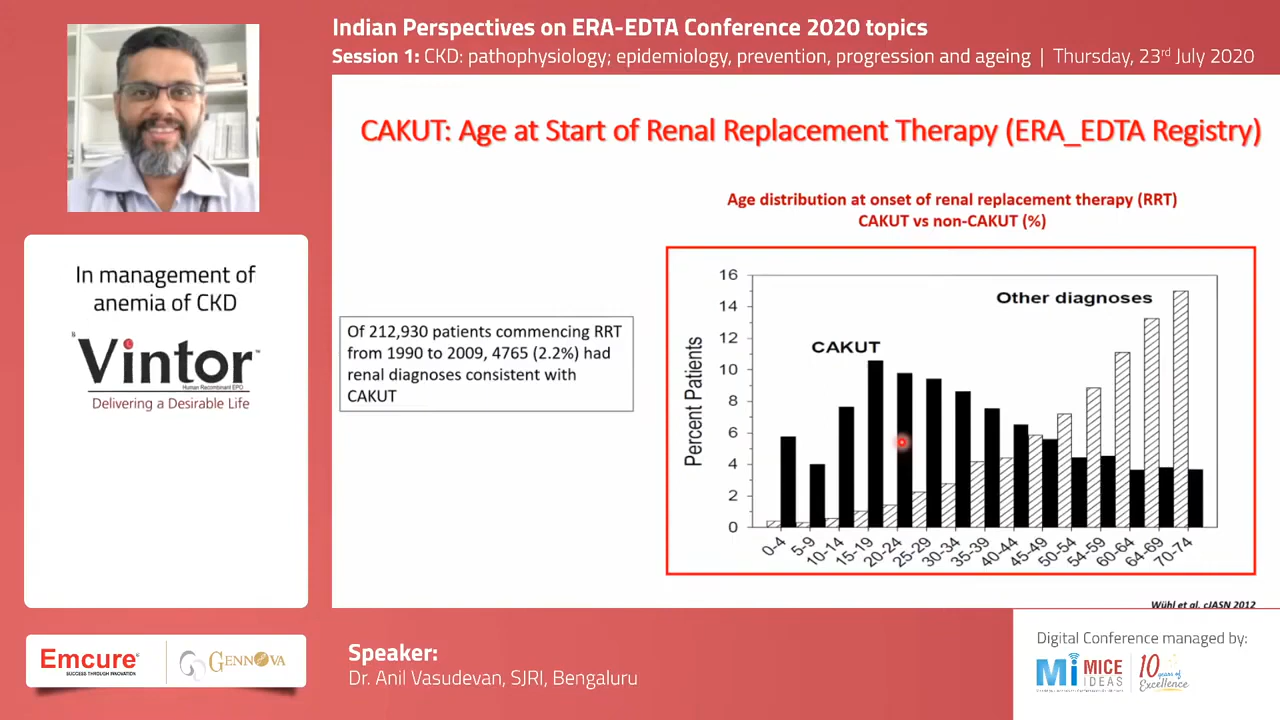 Indian Perspectives on ERA-EDTA Conference 2020 topics
Session 1: CKD: pathophysiology; epidemiology, prevention, progression and ageing | Thursday, 23rd July 2020
CAKUT: Age at Start of Renal Replacement Therapy (ERA_EDTA Registry)
In management of
anemia of CKD
Vintor™
Human Recombinant EPO
Delivering a Desirable Life
Of 212,930 patients commencing RRT
from 1990 to 2009, 4765 (2.2%) had
renal diagnoses consistent with
CAKUT
Age distribution at onset of renal replacement therapy (RRT)
CAKUT vs non-CAKUT (%)
Percent Patients
16
14
12
10
8
6
4
2
0
Other diagnoses
CAKUT
0-4
5-9
10-14
15-19
20-24
25-29
30-34
35-39
40-44
45-49
50-54
54-59
60-64
64-69
70-74
Wühl et al. cJASN 2012
Emcure®
SUCCESS THROUGH INNOVATION
GENNOVA
Speaker:
Dr. Anil Vasudevan, SJRI, Bengaluru
Digital Conference managed by:
Mi MICE
IDEAS
10 years of
Excellence